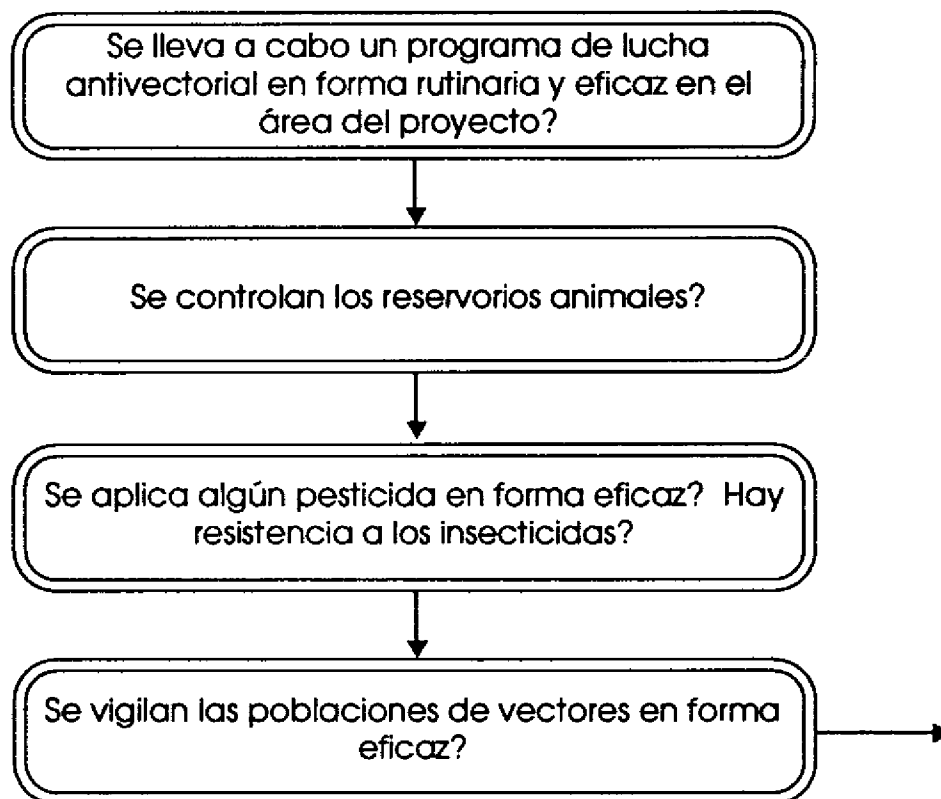 Se lleva a cabo un programa de lucha
antivectorial en forma rutinaria y eficaz en el
área del proyecto?
Se controlan los reservorios animales?
Se aplica algún pesticida en forma eficaz? Hay
resistencia a los insecticidas?
Se vigilan las poblaciones de vectores en forma
eficaz?